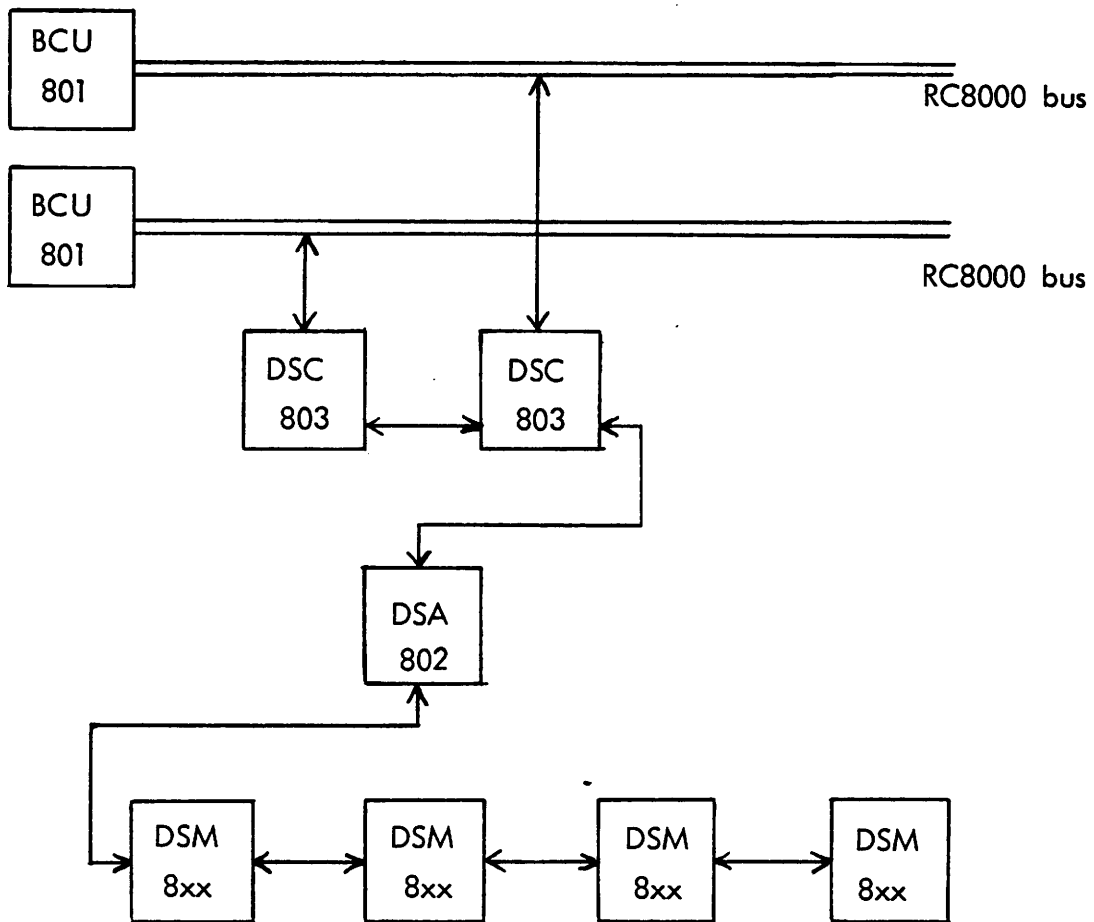 BCU
801
RC8000 bus
BCU
801
RC8000 bus
DSC
803
DSC
803
DSA
802
DSM
8xx
DSM
8xx
DSM
8xx
DSM
8xx